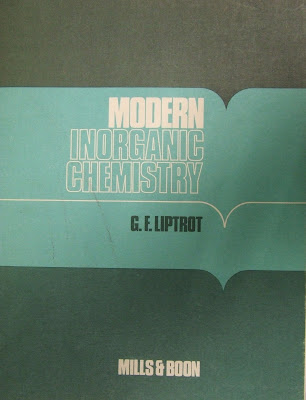 MODERN
INORGANIC
CHEMISTRY
G. F. LIPTROT
MILLS & BOON